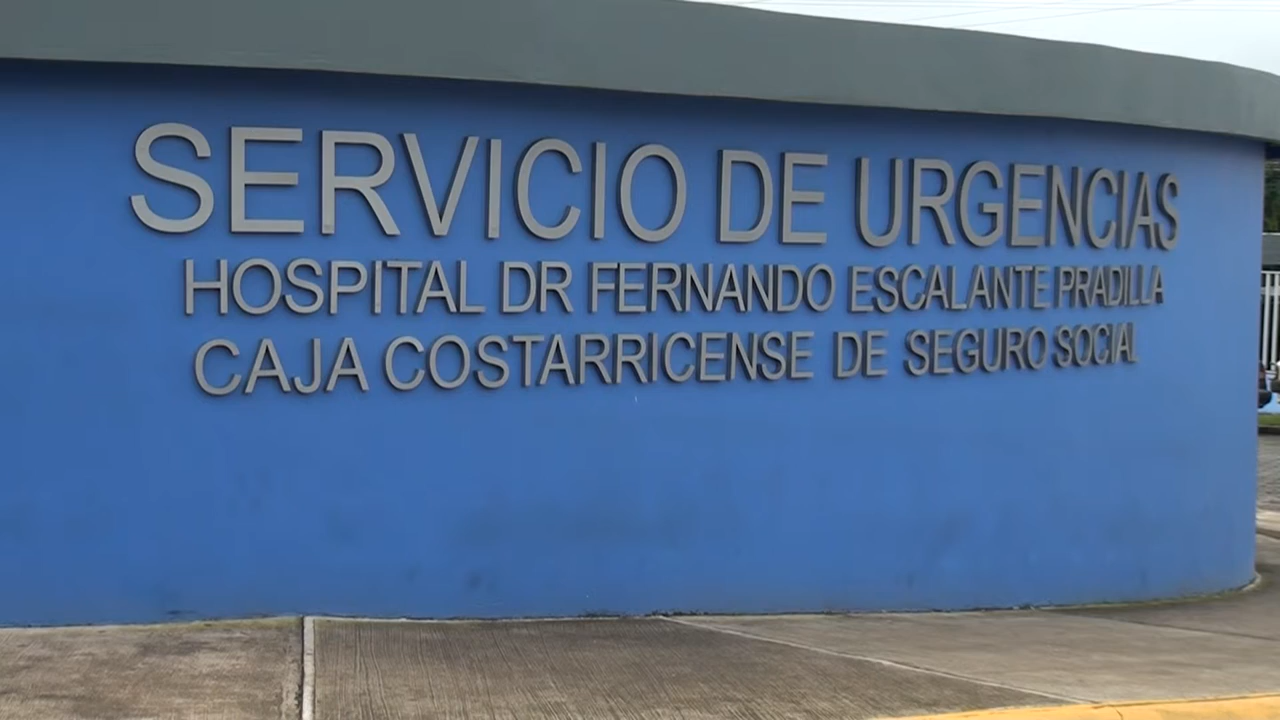 SERVICIO DE URGENCIAS
HOSPITAL DR FERNANDO ESCALANTE PRADILLA
CAJA COSTARRICENSE DE SEGURO SOCIAL